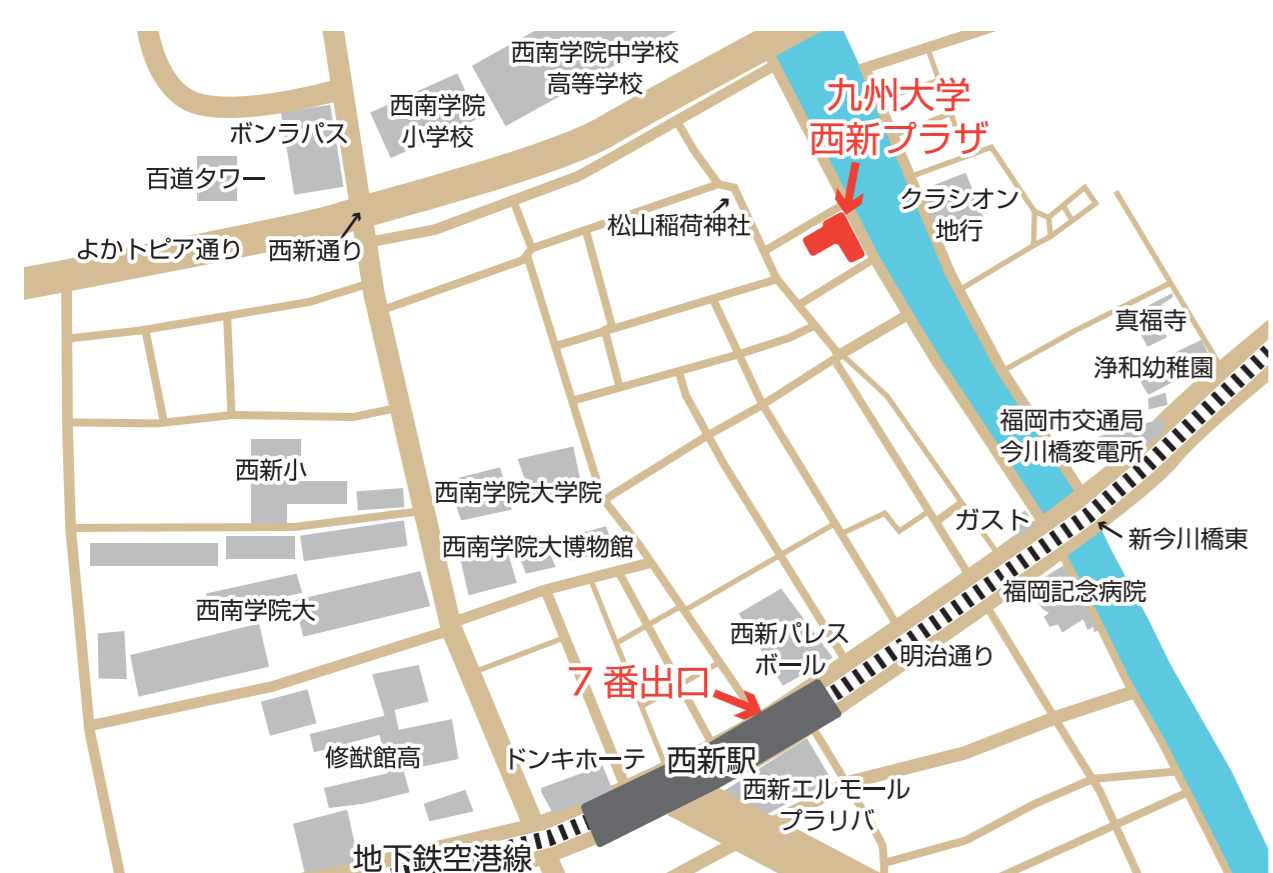 西南学院中学校
高等学校
九州大学
西新プラザ
西南学院
小学校
ボンラパス
百道タワー
クラシオン
地行
松山稲荷神社
よかトピア通り
西新通り
真福寺
浄和幼稚園
福岡市交通局
今川橋変電所
西新小
西南学院大学院
ガスト
西南学院大博物館
新今川橋東
福岡記念病院
西南学院大
西新パレス
ボール
明治通り
7番出口
修猷館高
ドンキホーテ
西新駅
西新エルモール
プラリバ
地下鉄空港線